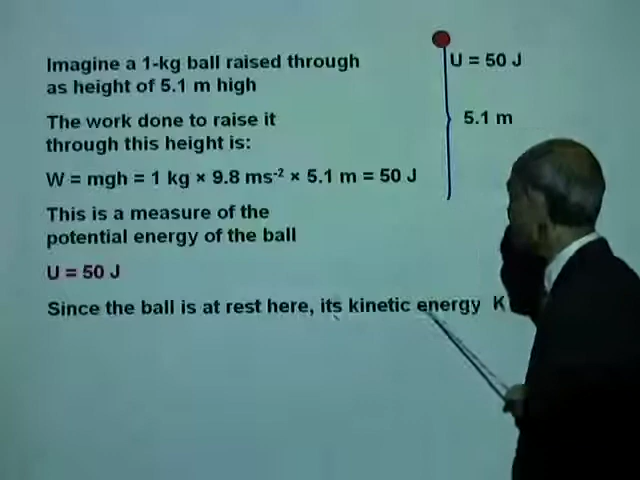 Imagine a 1-kg ball raised through
as height of 5.1 m high
The work done to raise it
through this height is:
W = mgh = 1 kg × 9.8 ms⁻² × 5.1 m = 50 J
This is a measure of the
potential energy of the ball
U = 50 J
Since the ball is at rest here, its kinetic energy K
U = 50 J
5.1 m